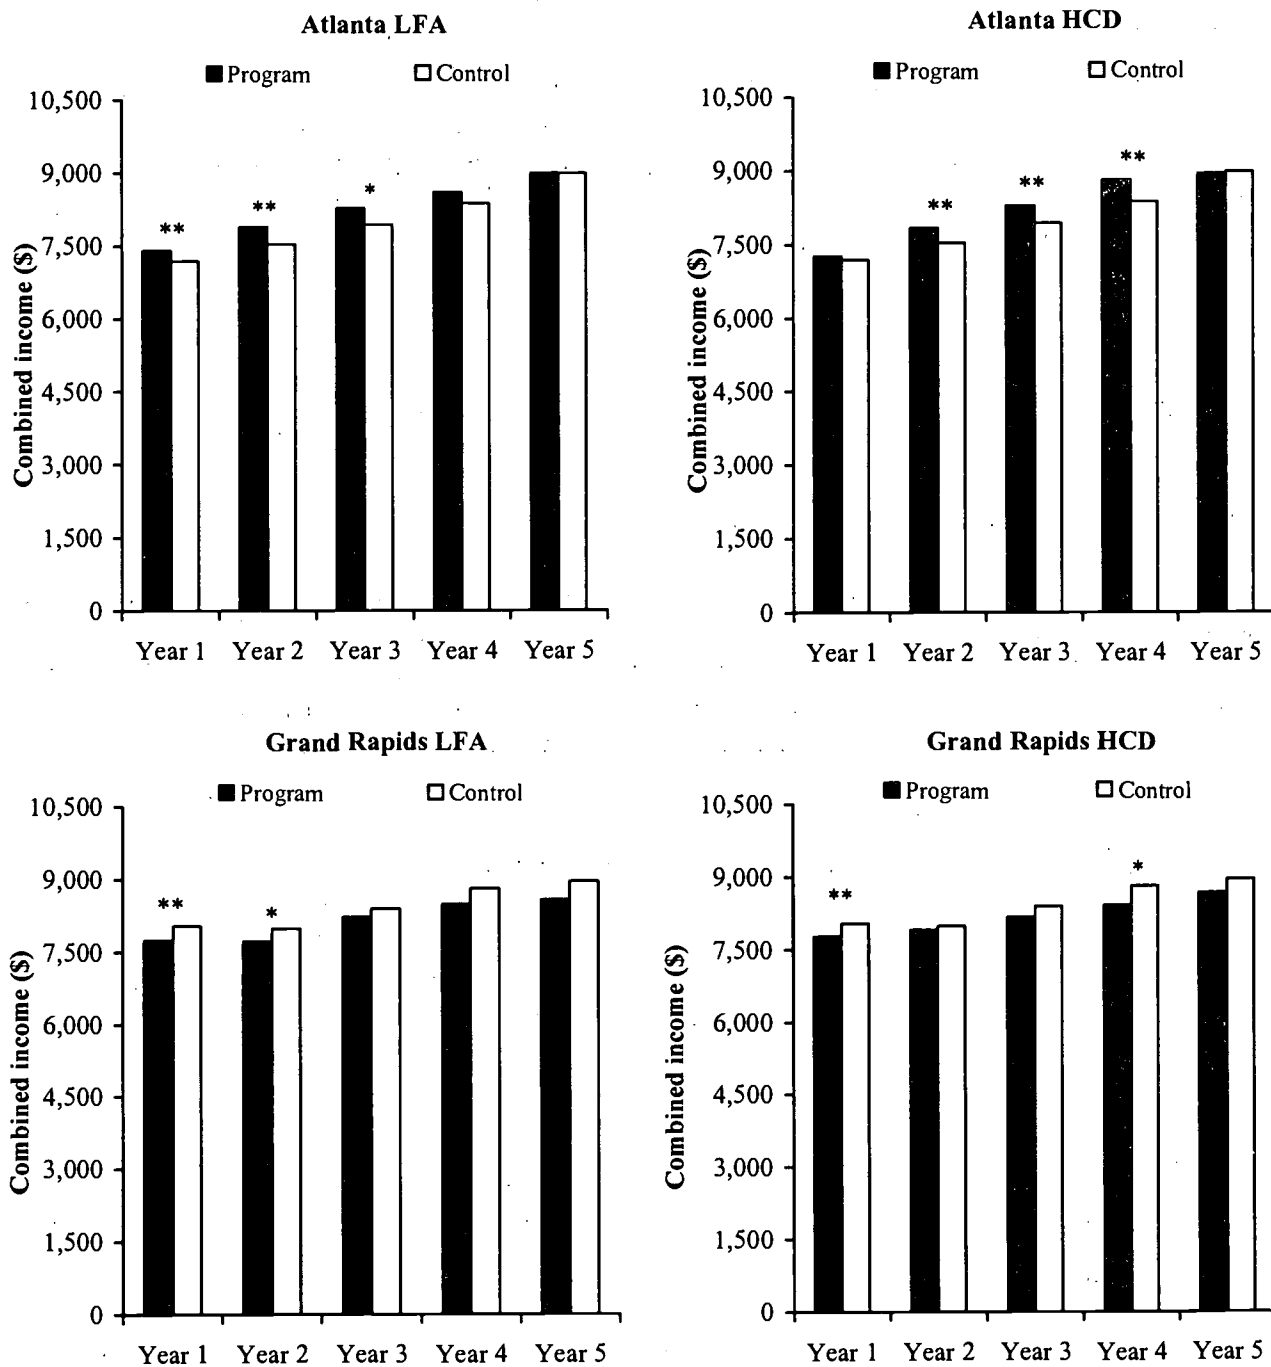 Atlanta LFA
Program Control
10,500
9,000
7,500
6,000
4,500
3,000
1,500
0
Combined income ($)
** ** *
Year 1 Year 2 Year 3 Year 4 Year 5
Atlanta HCD
Program Control
10,500
9,000
7,500
6,000
4,500
3,000
1,500
0
Combined income ($)
** ** **
Year 1 Year 2 Year 3 Year 4 Year 5
Grand Rapids LFA
Program Control
10,500
9,000
7,500
6,000
4,500
3,000
1,500
0
Combined income ($)
** *
Year 1 Year 2 Year 3 Year 4 Year 5
Grand Rapids HCD
Program Control
10,500
9,000
7,500
6,000
4,500
3,000
1,500
0
Combined income ($)
** *
Year 1 Year 2 Year 3 Year 4 Year 5